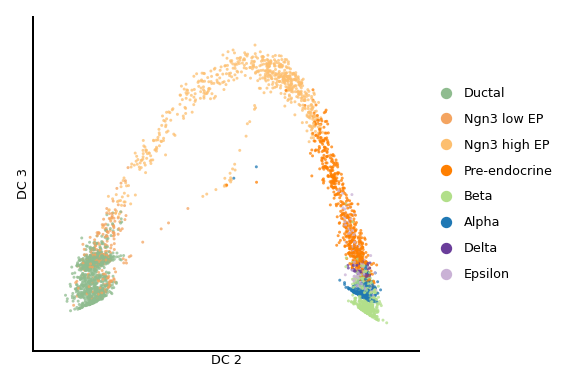 DC 3
DC 2
Ductal
Ngn3 low EP
Ngn3 high EP
Pre-endocrine
Beta
Alpha
Delta
Epsilon